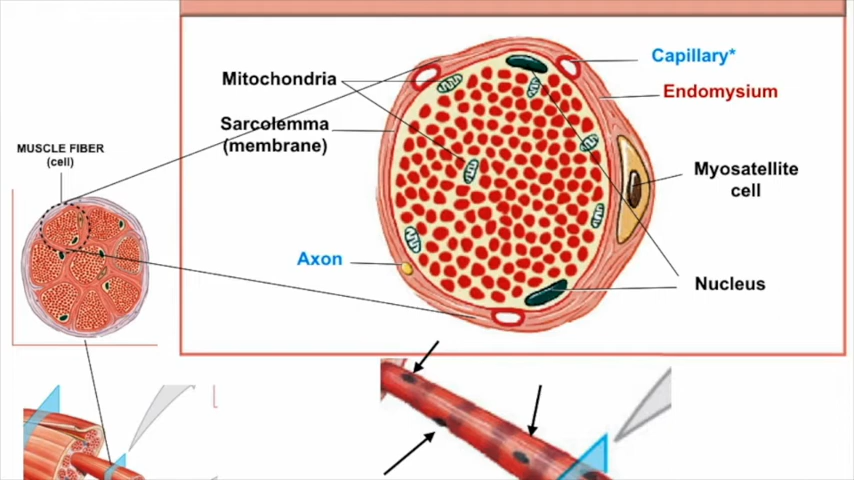 Capillary*
Mitochondria
Endomysium
Sarcolemma
(membrane)
MUSCLE FIBER
(cell)
Myosatellite
cell
Axon
Nucleus